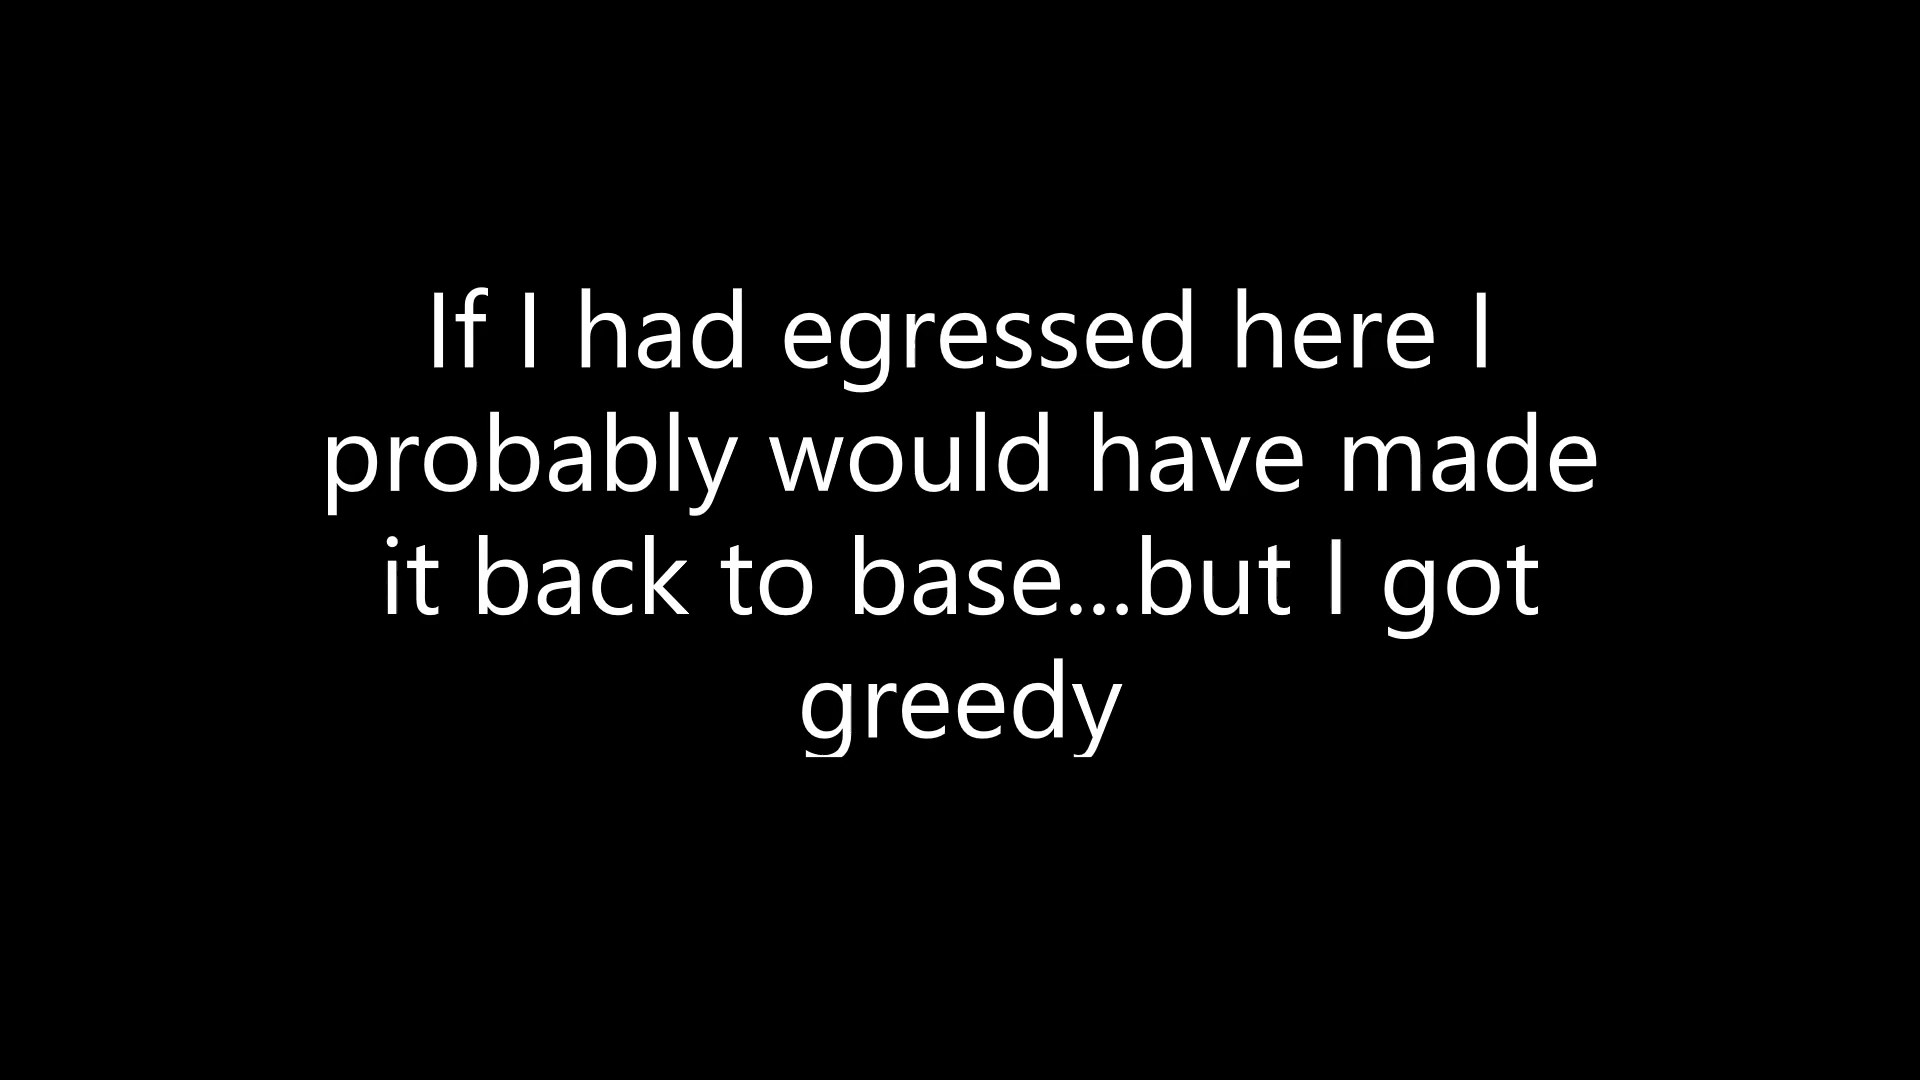 If I had egressed here I
probably would have made
it back to base...but I got
greedy